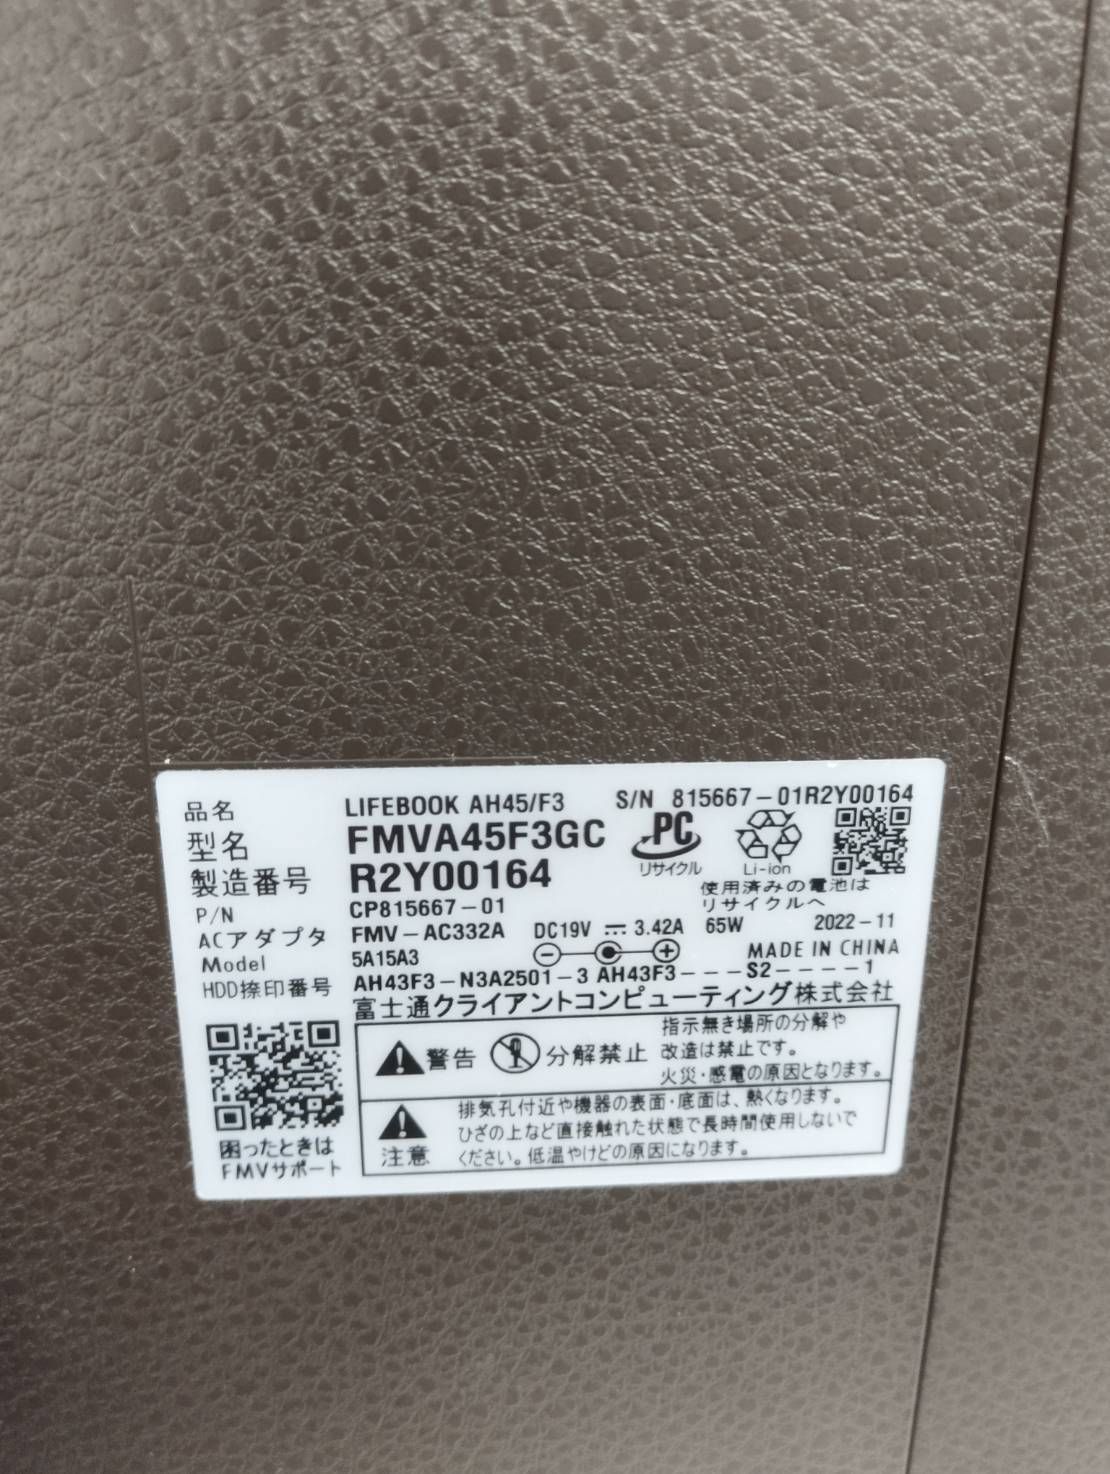 品名 LIFEBOOK AH45/F3 S/N 815667-01R2Y00164
型名 FMVA45F3GC PC リサイクル Li-ion
製造番号 R2Y00164 使用済みの電池は
リサイクルへ
P/N CP815667-01
ACアダプタ FMV-AC332A DC19V 3.42A 65W 2022-11
Model 5A15A3 MADE IN CHINA
HDD捺印番号 AH43F3-N3A2501-3 AH43F3---S2----1
富士通クライアントコンピューティング株式会社
警告 分解禁止
指示無き場所の分解や
改造は禁止です。
火災・感電の原因となります。
注意
排気孔付近や機器の表面・底面は、熱くなります。
ひざの上など直接触れた状態で長時間使用しないで
ください。低温やけどの原因になります。
困ったときは
FMVサポート